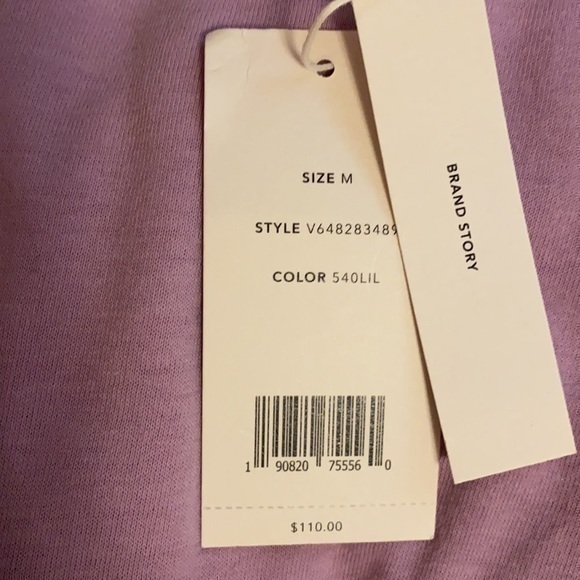 SIZE M
STYLE V648283489
COLOR 540LIL
1 90820 75556 0
$110.00
BRAND STORY